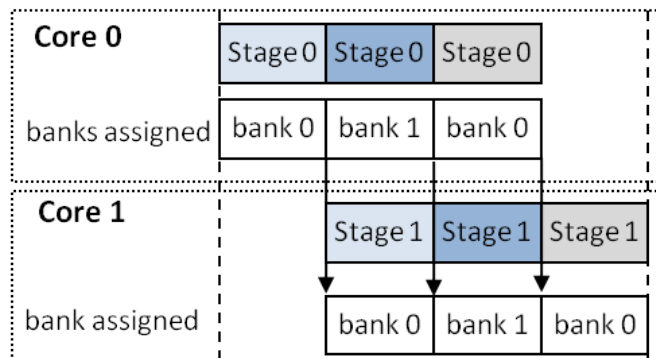 Core 0
Stage 0 Stage 0 Stage 0
banks assigned bank 0 bank 1 bank 0
Core 1
Stage 1 Stage 1 Stage 1
bank assigned bank 0 bank 1 bank 0